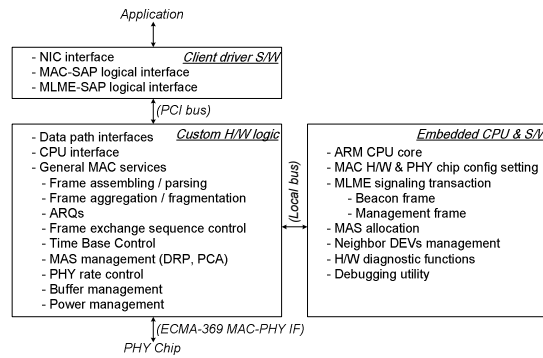 Application
Client driver S/W
- NIC interface
- MAC-SAP logical interface
- MLME-SAP logical interface
(PCI bus)
Custom H/W logic
- Data path interfaces
- CPU interface
- General MAC services
- Frame assembling / parsing
- Frame aggregation / fragmentation
- ARQs
- Frame exchange sequence control
- Time Base Control
- MAS management (DRP, PCA)
- PHY rate control
- Buffer management
- Power management
(Local bus)
Embedded CPU & S/W
- ARM CPU core
- MAC H/W & PHY chip config setting
- MLME signaling transaction
- Beacon frame
- Management frame
- MAS allocation
- Neighbor DEVs management
- H/W diagnostic functions
- Debugging utility
(ECMA-369 MAC-PHY IF)
PHY Chip